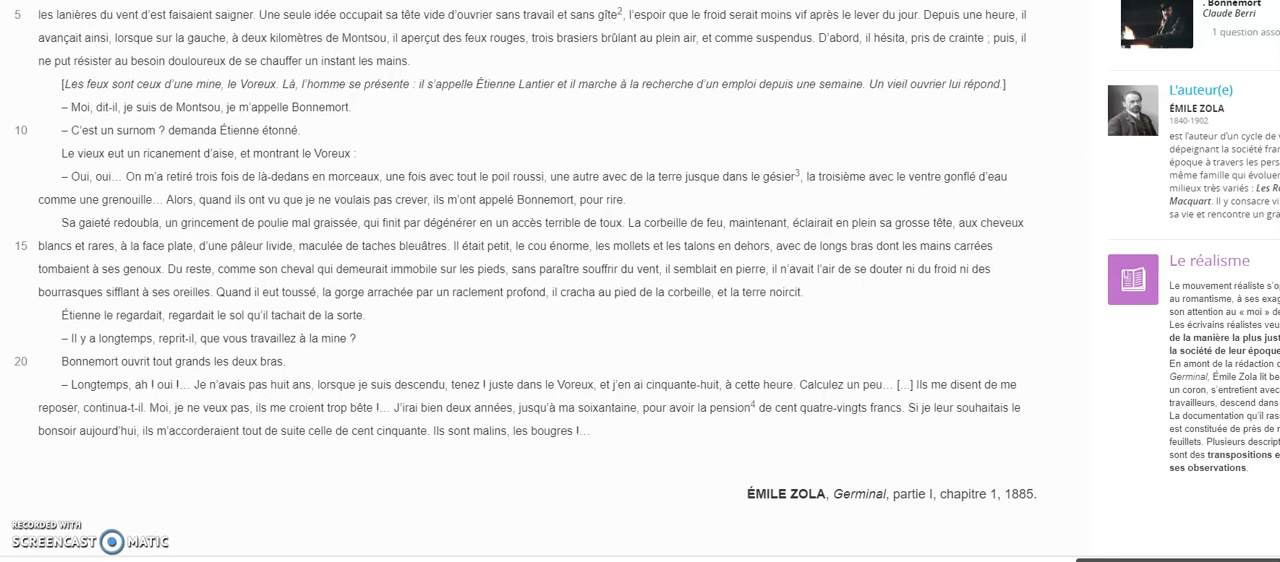 5 les lanières du vent d'est faisaient saigner. Une seule idée occupait sa tête vide d'ouvrier sans travail et sans gîte², l'espoir que le froid serait moins vif après le lever du jour. Depuis une heure, il
avançait ainsi, lorsque sur la gauche, à deux kilomètres de Montsou, il aperçut des feux rouges, trois brasiers brûlant au plein air, et comme suspendus. D'abord, il hésita, pris de crainte ; puis, il
ne put résister au besoin douloureux de se chauffer un instant les mains.
[Les feux sont ceux d'une mine, le Voreux. Là, l'homme se présente : il s'appelle Étienne Lantier et il marche à la recherche d'un emploi depuis une semaine. Un vieil ouvrier lui répond.]
– Moi, dit-il, je suis de Montsou, je m'appelle Bonnemort.
10 – C'est un surnom ? demanda Étienne étonné.
Le vieux eut un ricanement d'aise, et montrant le Voreux :
– Oui, oui… On m'a retiré trois fois de là-dedans en morceaux, une fois avec tout le poil roussi, une autre avec de la terre jusque dans le gésier³, la troisième avec le ventre gonflé d'eau
comme une grenouille… Alors, quand ils ont vu que je ne voulais pas crever, ils m'ont appelé Bonnemort, pour rire.
Sa gaieté redoubla, un grincement de poulie mal graissée, qui finit par dégénérer en un accès terrible de toux. La corbeille de feu, maintenant, éclairait en plein sa grosse tête, aux cheveux
15 blancs et rares, à la face plate, d'une pâleur livide, maculée de taches bleuâtres. Il était petit, le cou énorme, les mollets et les talons en dehors, avec de longs bras dont les mains carrées
tombaient à ses genoux. Du reste, comme son cheval qui demeurait immobile sur les pieds, sans paraître souffrir du vent, il semblait en pierre, il n'avait l'air de se douter ni du froid ni des
bourrasques sifflant à ses oreilles. Quand il eut toussé, la gorge arrachée par un raclement profond, il cracha au pied de la corbeille, et la terre noircit.
Étienne le regardait, regardait le sol qu'il tachait de la sorte.
– Il y a longtemps, reprit-il, que vous travaillez à la mine ?
20 Bonnemort ouvrit tout grands les deux bras.
– Longtemps, ah ! oui !… Je n'avais pas huit ans, lorsque je suis descendu, tenez ! juste dans le Voreux, et j'en ai cinquante-huit, à cette heure. Calculez un peu… [...] Ils me disent de me
reposer, continua-t-il. Moi, je ne veux pas, ils me croient trop bête !… J'irai bien deux années, jusqu'à ma soixantaine, pour avoir la pension⁴ de cent quatre-vingts francs. Si je leur souhaitais le
bonsoir aujourd'hui, ils m'accorderaient tout de suite celle de cent cinquante. Ils sont malins, les bougres !…
ÉMILE ZOLA, Germinal, partie I, chapitre 1, 1885.
RECORDED WITH
SCREENCAST MATIC
. Bonnemort
Claude Berri
1 question asso
L'auteur(e)
ÉMILE ZOLA
1840-1902
est l'auteur d'un cycle de
dépeignant la société fran
époque à travers les pers
même famille qui évoluen
milieux très variés : Les Ro
Macquart. Il y consacre vi
sa vie et rencontre un gra
Le réalisme
Le mouvement réaliste s'o
au romantisme, à ses exag
son attention au « moi » de
Les écrivains réalistes veu
de la manière la plus just
la société de leur époque
En amont de la rédaction d
Germinal, Émile Zola lit be
un coron, s'entretient avec
travailleurs, descend dans
La documentation qu'il ras
est constituée de près de
feuillets. Plusieurs descript
sont des transpositions e
ses observations.